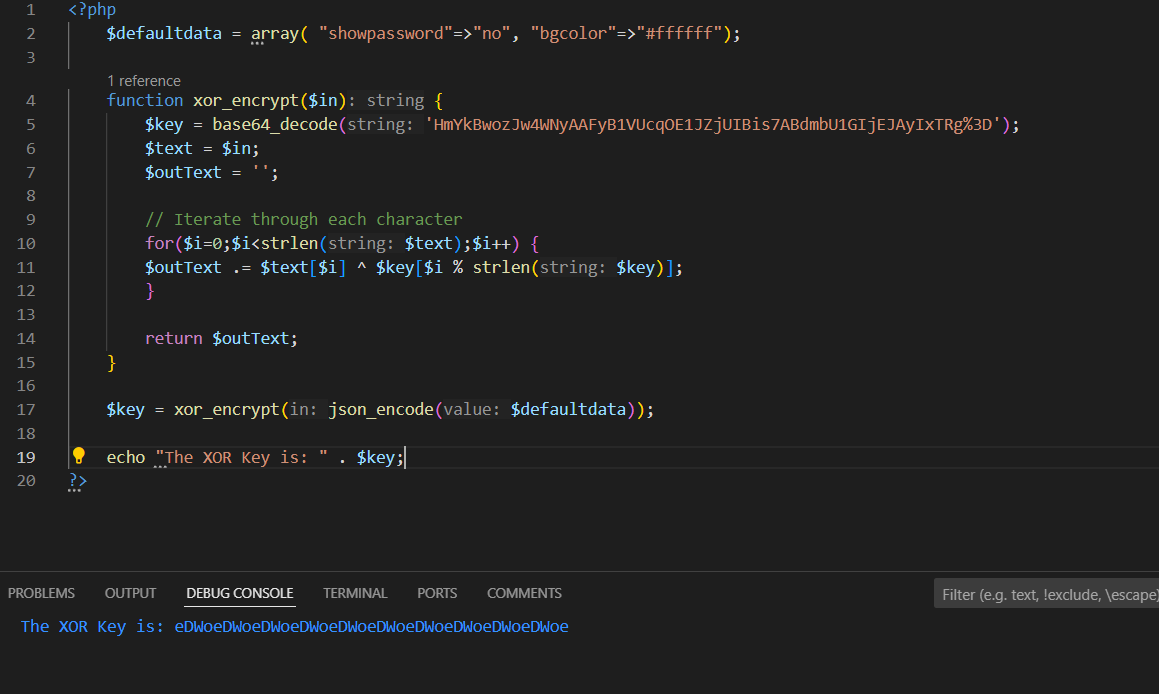 1 <?php
2 $defaultdata = array( "showpassword"=>"no", "bgcolor"=>"#ffffff");
3
1 reference
4 function xor_encrypt($in): string {
5 $key = base64_decode(string: 'HmYkBwozJw4WNyAAFyB1VUcqOE1JZjUIBis7ABdmbU1GIjEJAyIxTRg%3D');
6 $text = $in;
7 $outText = '';
8
9 // Iterate through each character
10 for($i=0;$i<strlen(string: $text);$i++) {
11 $outText .= $text[$i] ^ $key[$i % strlen(string: $key)];
12 }
13
14 return $outText;
15 }
16
17 $key = xor_encrypt(in: json_encode(value: $defaultdata));
18
19 echo "The XOR Key is: " . $key;
20 ?>
PROBLEMS OUTPUT DEBUG CONSOLE TERMINAL PORTS COMMENTS Filter (e.g. text, !exclude, \escape)
The XOR Key is: eDWoeDWoeDWoeDWoeDWoeDWoeDWoeDWoeDWoeDWoe